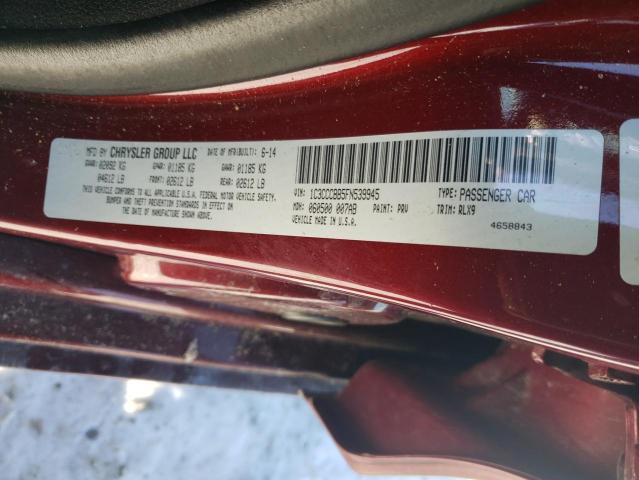 MFD BY CHRYSLER GROUP LLC DATE OF MFR(BUILT): 6-14
GVWR: 02092 KG GAWR: 01185 KG GAWR: 01185 KG
04612 LB FRONT: 02612 LB REAR: 02612 LB
THIS VEHICLE CONFORMS TO ALL APPLICABLE U.S.A. FEDERAL MOTOR VEHICLE SAFETY,
BUMPER AND THEFT PREVENTION STANDARDS IN EFFECT ON
THE DATE OF MANUFACTURE SHOWN ABOVE.
VIN: 1C3CCCBB5FN539945 TYPE: PASSENGER CAR
MDH: 060500 007AB PAINT: PRV TRIM: RLX9
VEHICLE MADE IN U.S.A. 4658843